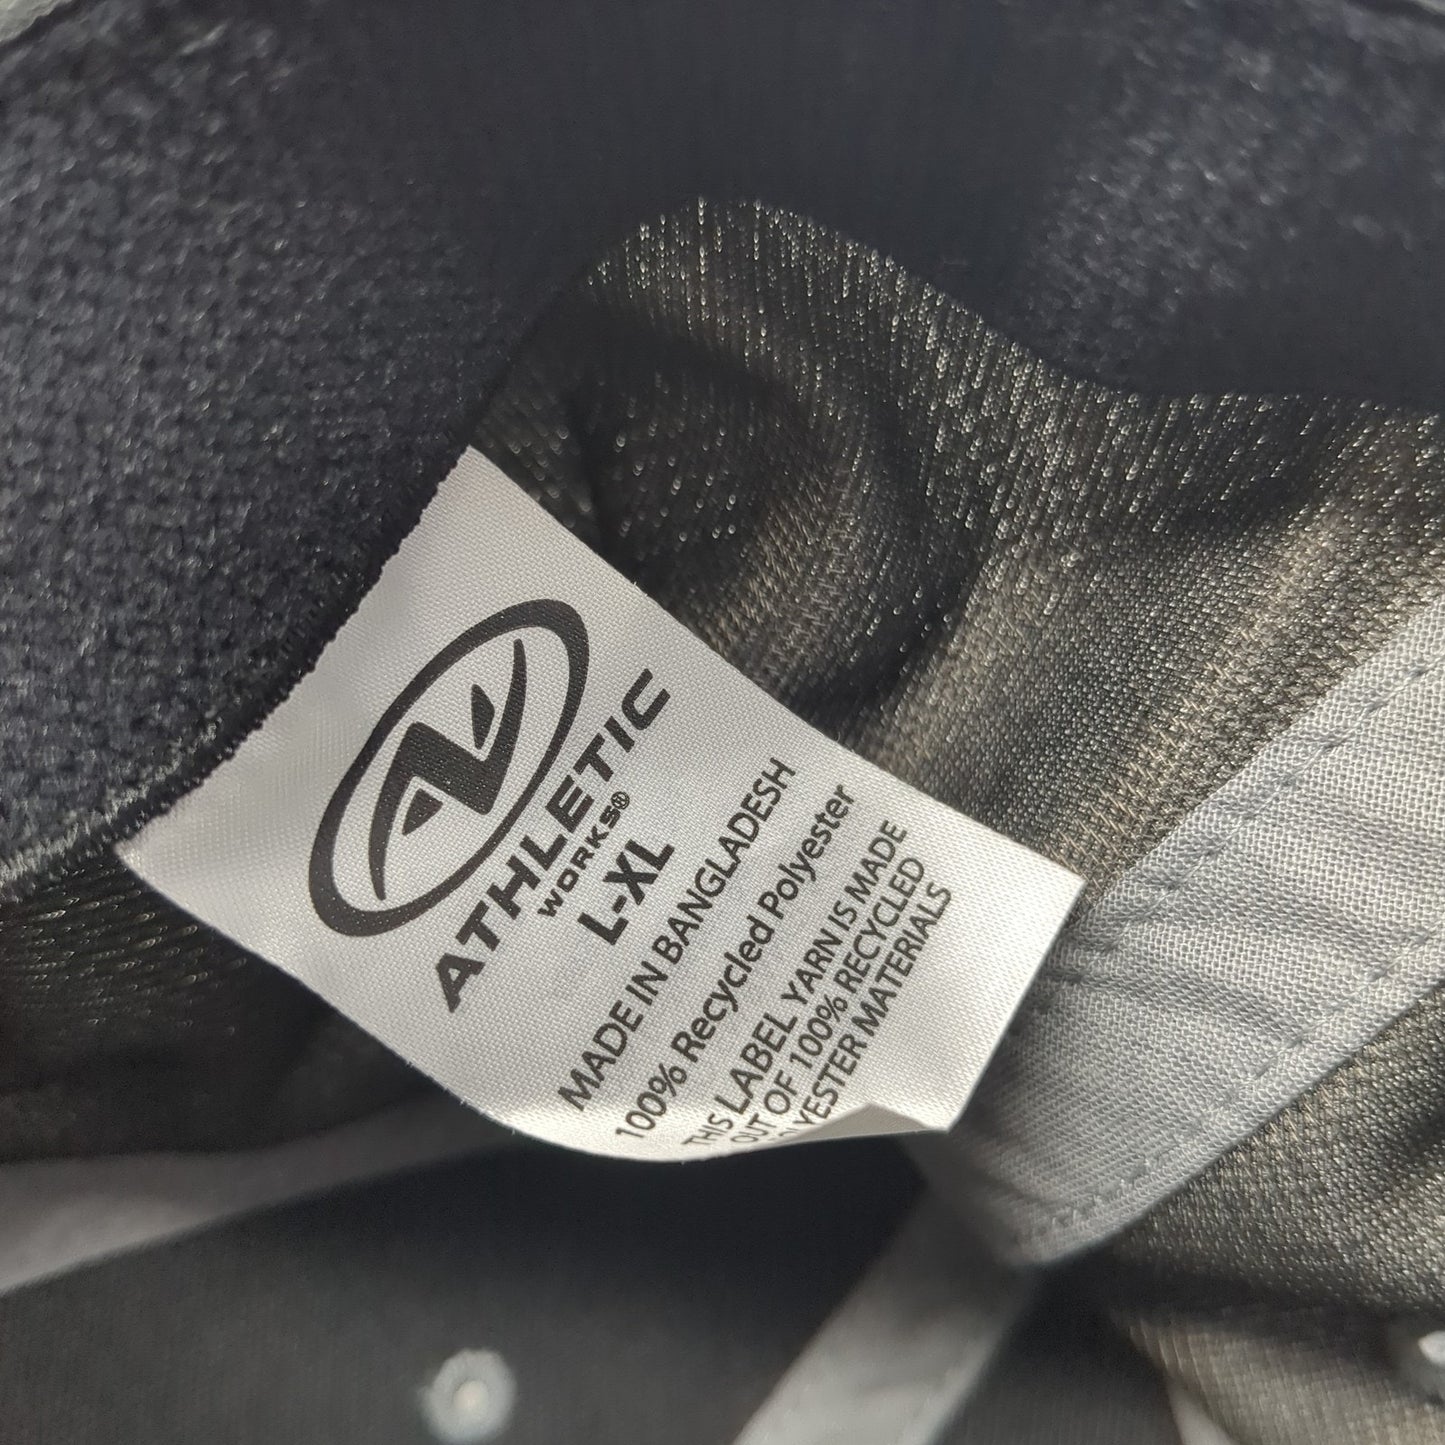 ATHLETIC
WORKS®
L-XL
MADE IN BANGLADESH
100% Recycled Polyester
THIS LABEL YARN IS MADE
OUT OF 100% RECYCLED
POLYESTER MATERIALS